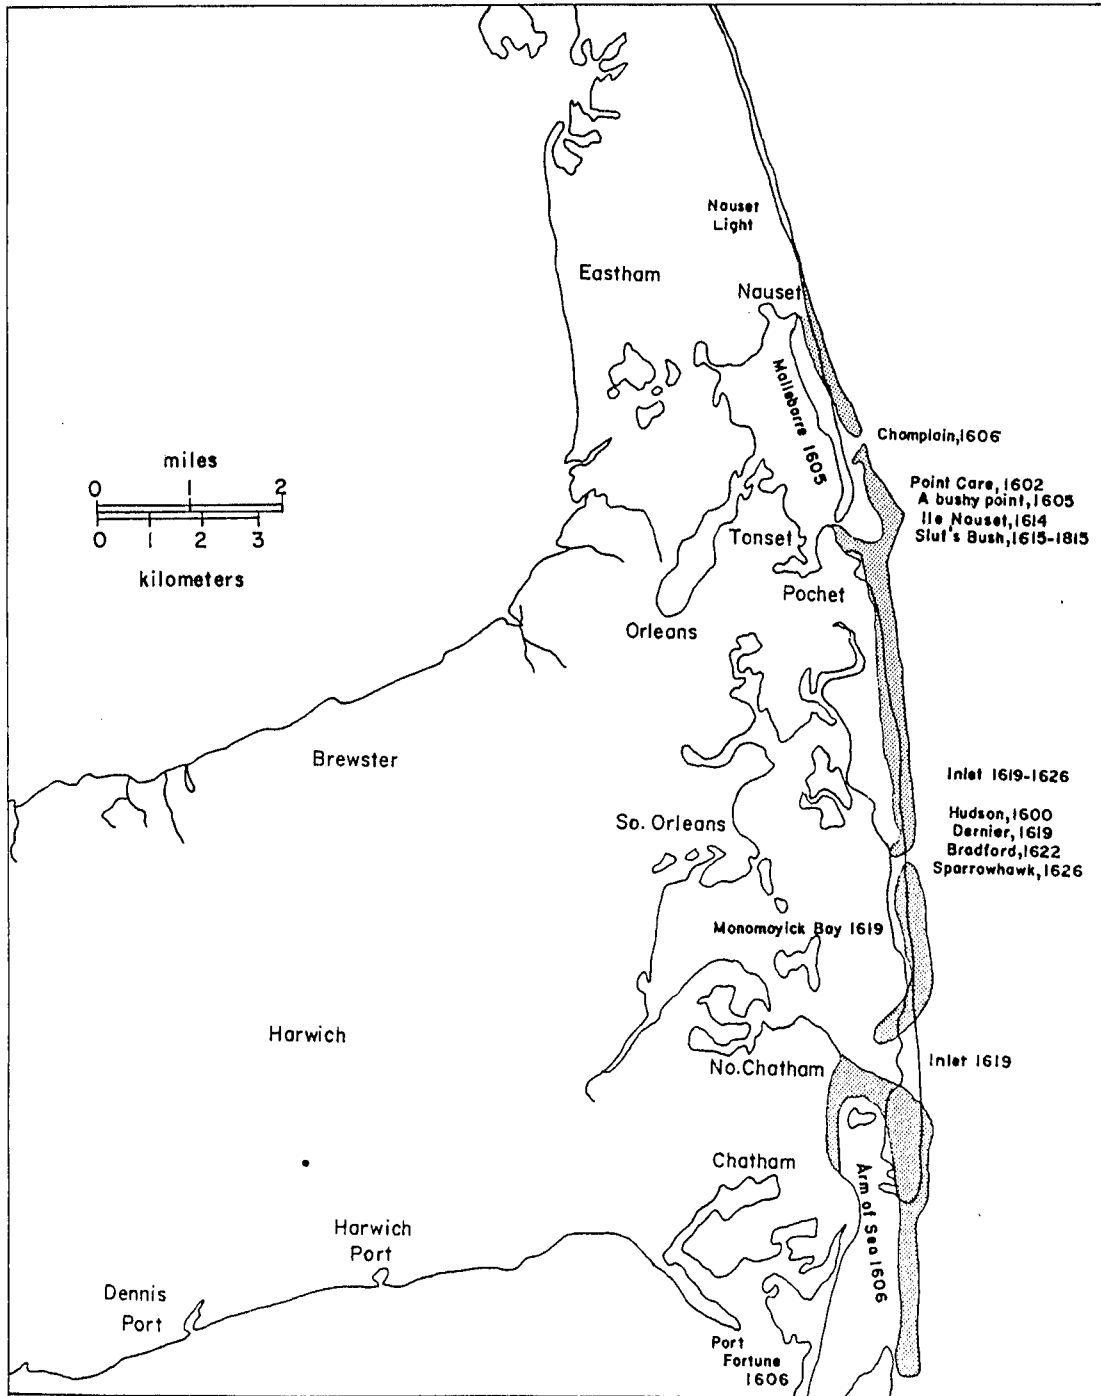 Nauset
Light
Eastham
Nauset
Mallebarre 1605
Champlain,1606
miles
0 1 2
0 1 2 3
kilometers
Point Care, 1602
A bushy point, 1605
Ile Nauset, 1614
Slut's Bush, 1615-1815
Tonset
Pochet
Orleans
Brewster
Inlet 1619-1626
Hudson, 1600
Dernier, 1619
Bradford, 1622
Sparrowhawk, 1626
So. Orleans
Monomoyick Bay 1619
Harwich
No. Chatham
Inlet 1619
Chatham
Arm of Sea 1606
Harwich
Port
Dennis
Port
Port
Fortune
1606